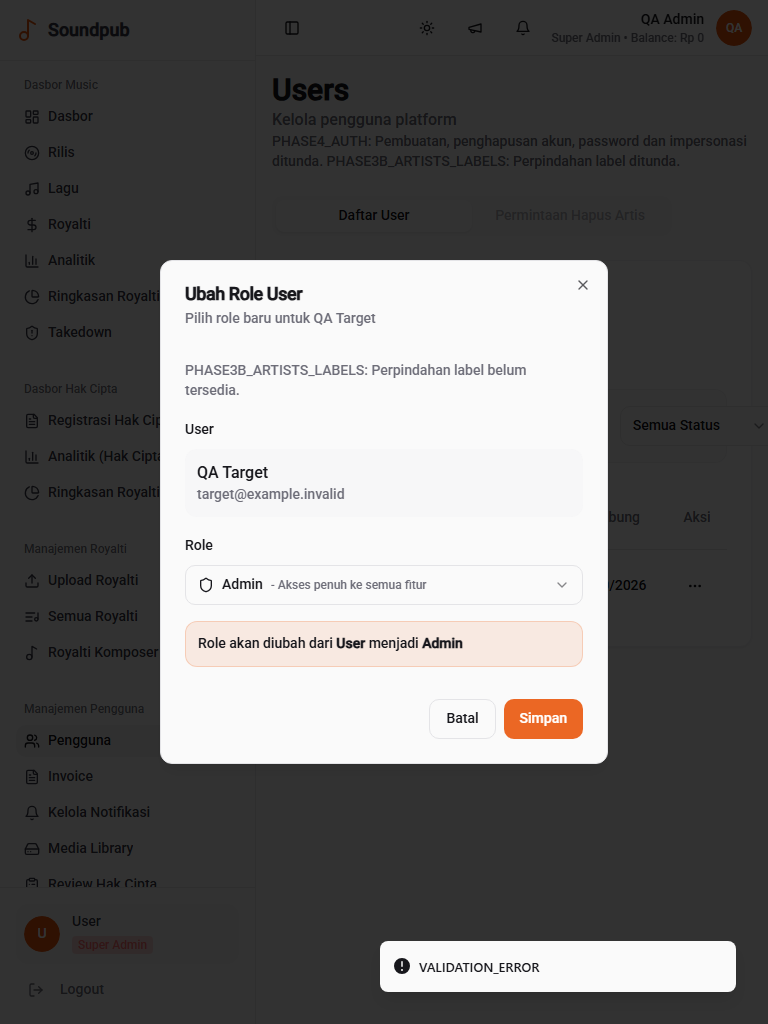 Soundpub
QA Admin
Super Admin • Balance: Rp 0
QA
Dasbor Music
Dasbor
Rilis
Lagu
Royalti
Analitik
Ringkasan Royalti
Takedown
Dasbor Hak Cipta
Registrasi Hak Cip
Analitik (Hak Cipta
Ringkasan Royalti
Manajemen Royalti
Upload Royalti
Semua Royalti
Royalti Komposer
Manajemen Pengguna
Pengguna
Invoice
Kelola Notifikasi
Media Library
Review Hak Cipta
U
User
Super Admin
Logout
Users
Kelola pengguna platform
PHASE4_AUTH: Pembuatan, penghapusan akun, password dan impersonasi
ditunda. PHASE3B_ARTISTS_LABELS: Perpindahan label ditunda.
Daftar User
Permintaan Hapus Artis
Semua Status
bung
Aksi
/2026
Ubah Role User
Pilih role baru untuk QA Target
PHASE3B_ARTISTS_LABELS: Perpindahan label belum
tersedia.
User
QA Target
target@example.invalid
Role
Admin - Akses penuh ke semua fitur
Role akan diubah dari User menjadi Admin
Batal
Simpan
VALIDATION_ERROR